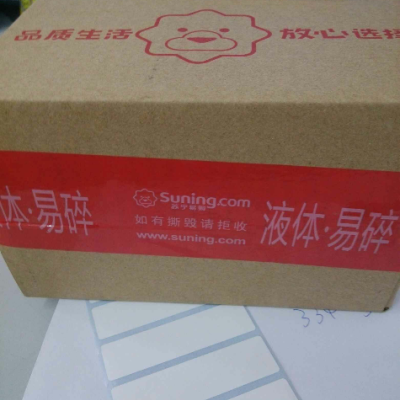 品质生活 放心选择
体·易碎
Suning.com
苏宁易购
如有撕毁请拒收
www.suning.com
液体·易碎